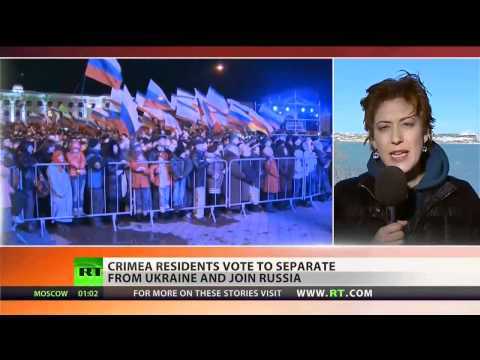 RT
CRIMEA RESIDENTS VOTE TO SEPARATE
FROM UKRAINE AND JOIN RUSSIA
MOSCOW 01:02 FOR MORE ON THESE STORIES VISIT WWW.RT.COM